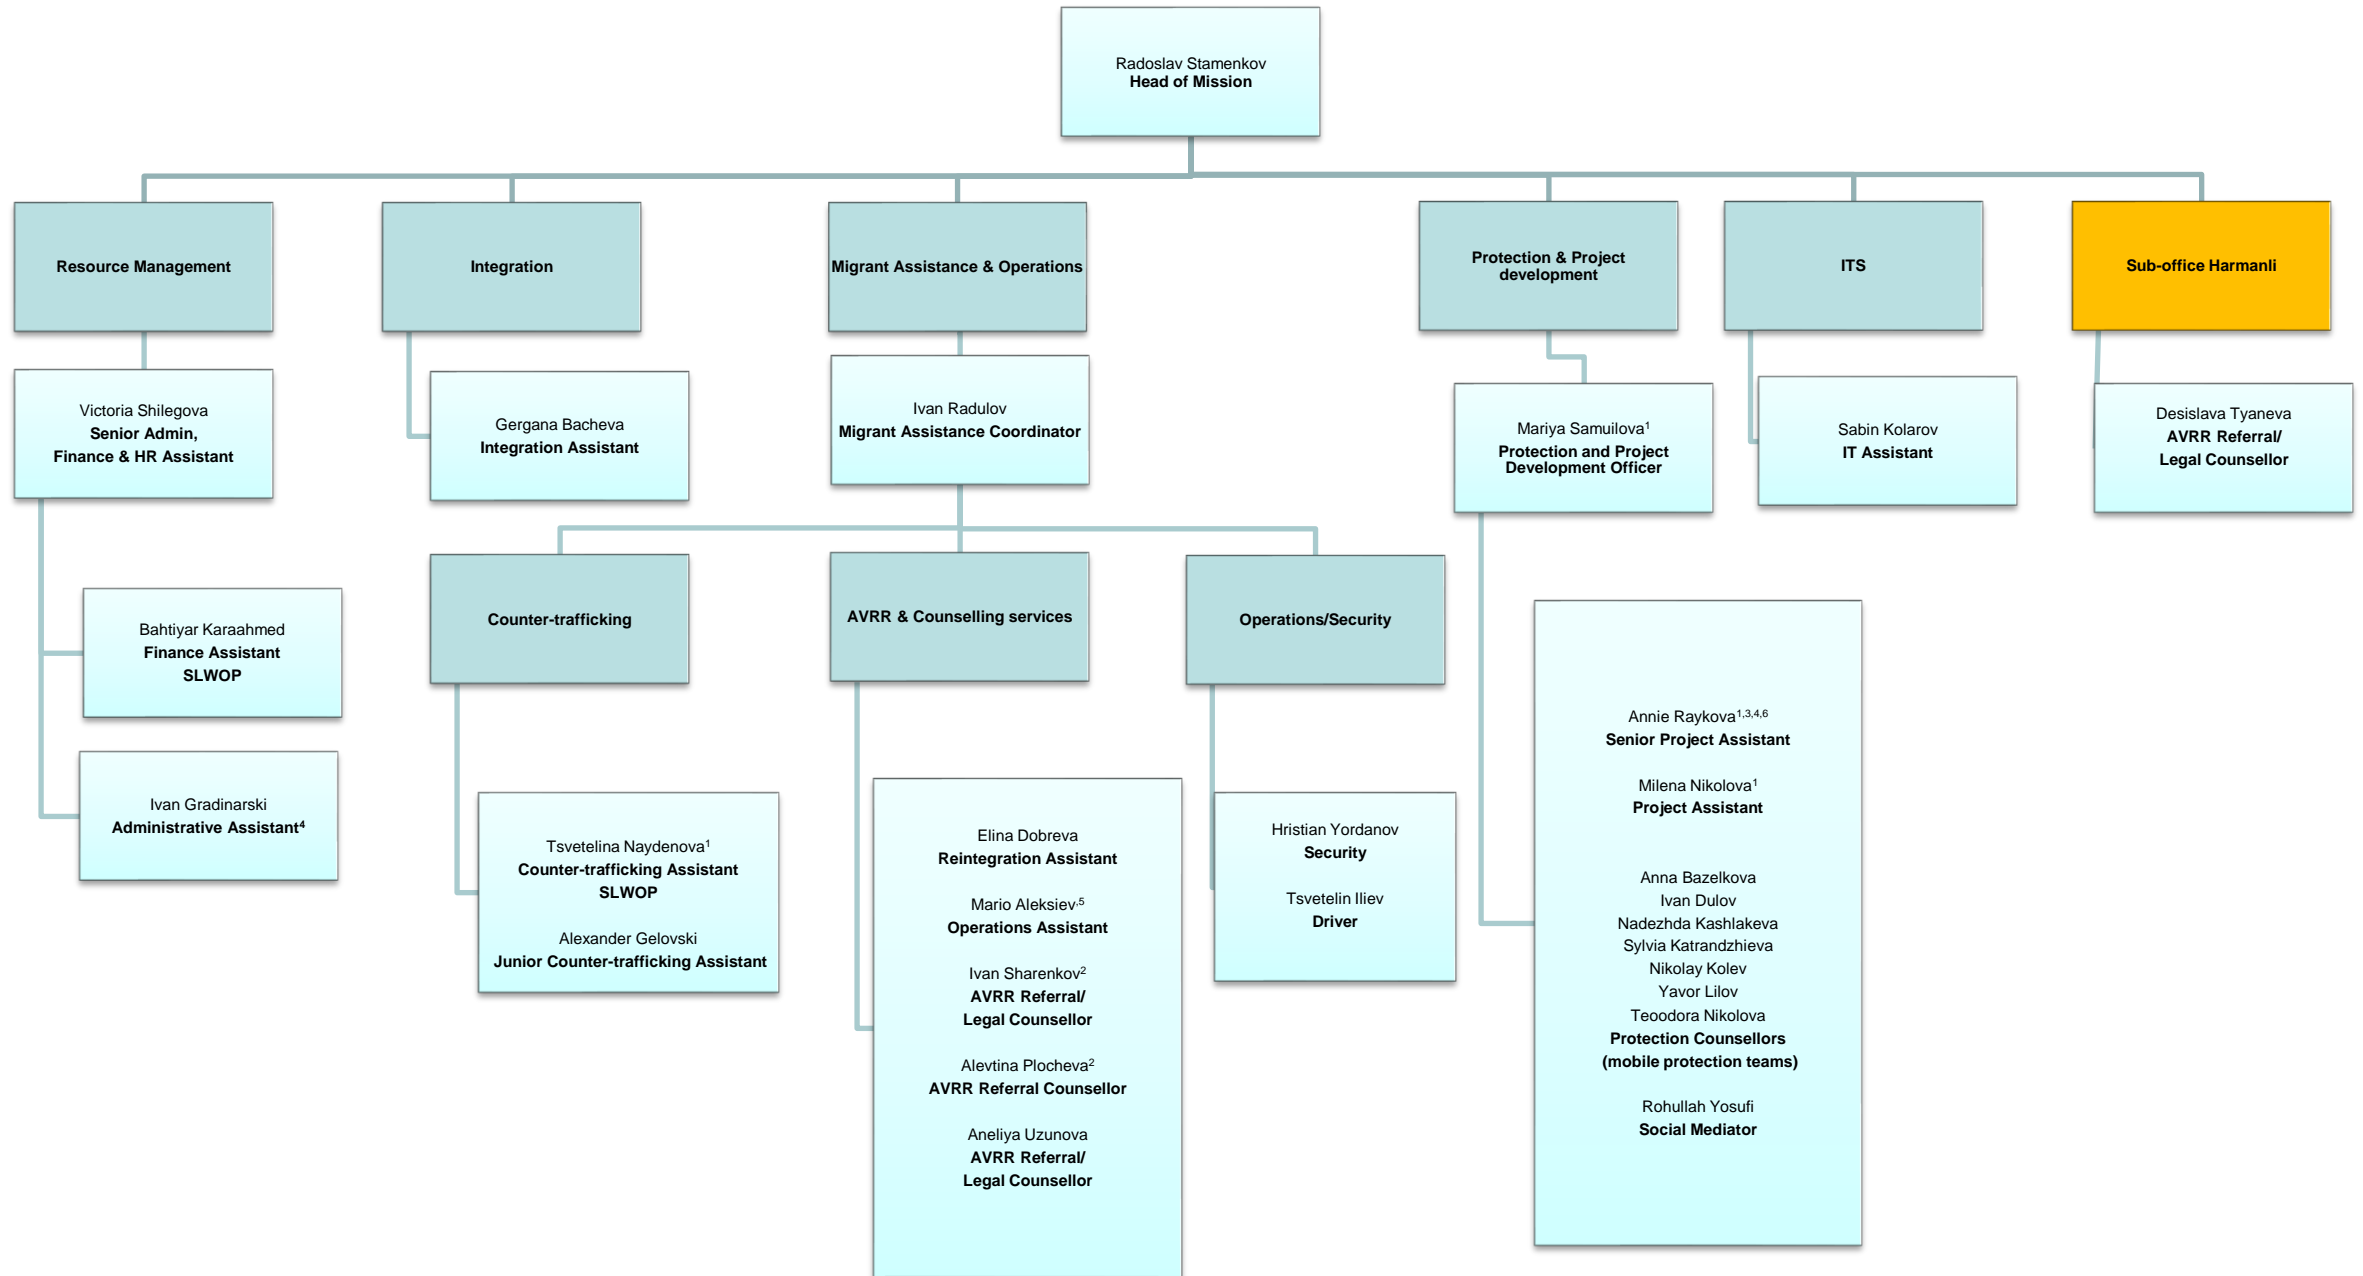 Radoslav Stamenkov
Head of Mission
Resource Management
Integration
Migrant Assistance & Operations
Protection & Project
development
ITS
Sub-office Harmanli
Victoria Shilegova
Senior Admin,
Finance & HR Assistant
Gergana Bacheva
Integration Assistant
Ivan Radulov
Migrant Assistance Coordinator
Mariya Samuilova¹
Protection and Project
Development Officer
Sabin Kolarov
IT Assistant
Desislava Tyaneva
AVRR Referral/
Legal Counsellor
Bahtiyar Karaahmed
Finance Assistant
SLWOP
Ivan Gradinarski
Administrative Assistant⁴
Counter-trafficking
AVRR & Counselling services
Operations/Security
Tsvetelina Naydenova¹
Counter-trafficking Assistant
SLWOP
Alexander Gelovski
Junior Counter-trafficking Assistant
Elina Dobreva
Reintegration Assistant
Mario Aleksiev,⁵
Operations Assistant
Ivan Sharenkov²
AVRR Referral/
Legal Counsellor
Alevtina Plocheva²
AVRR Referral Counsellor
Aneliya Uzunova
AVRR Referral/
Legal Counsellor
Hristian Yordanov
Security
Tsvetelin Iliev
Driver
Annie Raykova¹,³,⁴,⁶
Senior Project Assistant
Milena Nikolova¹
Project Assistant
Anna Bazelkova
Ivan Dulov
Nadezhda Kashlakeva
Sylvia Katrandzhieva
Nikolay Kolev
Yavor Lilov
Teoodora Nikolova
Protection Counsellors
(mobile protection teams)
Rohullah Yosufi
Social Mediator